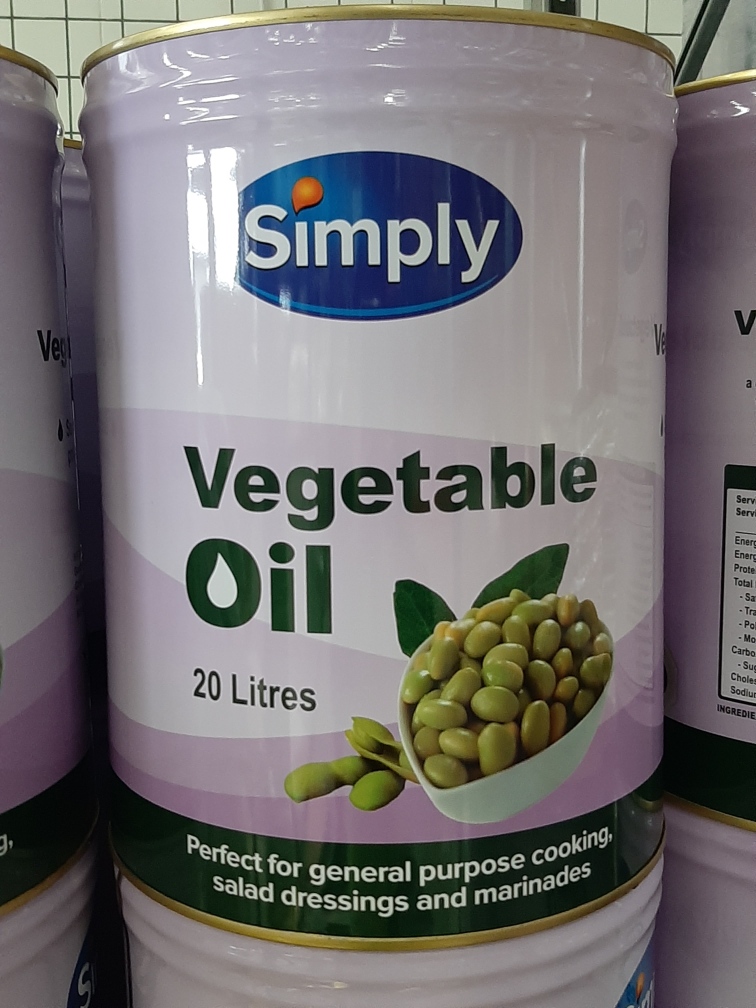 Simply
Vegetable
Oil
20 Litres
Perfect for general purpose cooking,
salad dressings and marinades